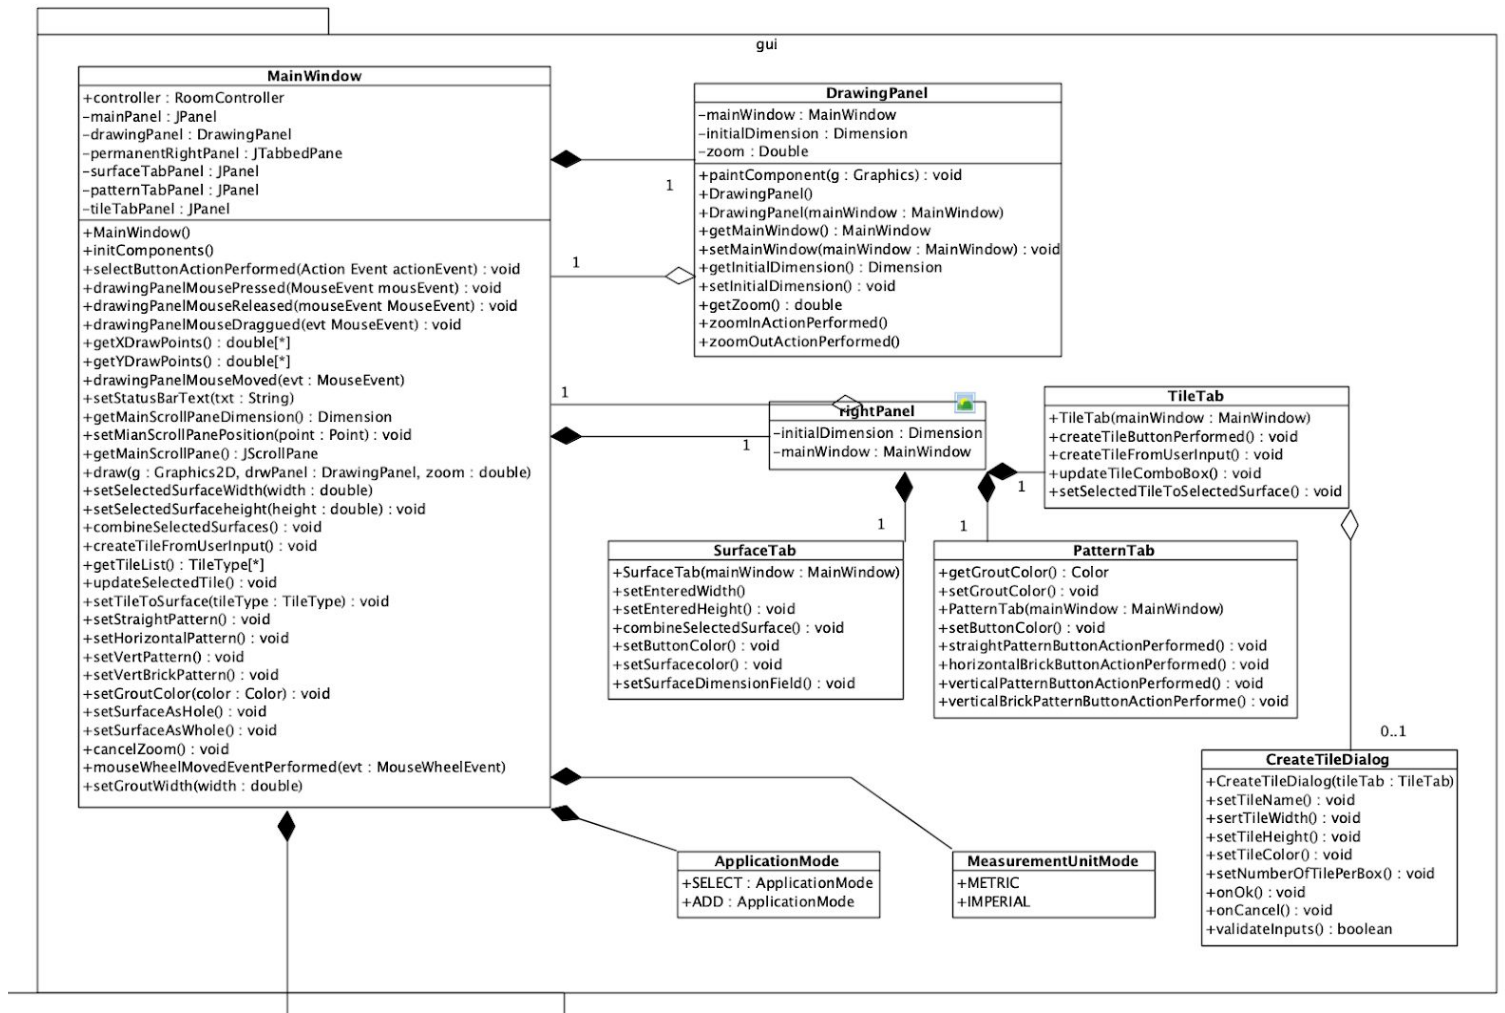 gui
MainWindow
+controller : RoomController
-mainPanel : JPanel
-drawingPanel : DrawingPanel
-permanentRightPanel : JTabbedPane
-surfaceTabPanel : JPanel
-patternTabPanel : JPanel
-tileTabPanel : JPanel
+MainWindow()
+initComponents()
+selectButtonActionPerformed(Action Event actionEvent) : void
+drawingPanelMousePressed(MouseEvent mousEvent) : void
+drawingPanelMouseReleased(mouseEvent MouseEvent) : void
+drawingPanelMouseDraggued(evt MouseEvent) : void
+getXDrawPoints() : double[*]
+getYDrawPoints() : double[*]
+drawingPanelMouseMoved(evt : MouseEvent)
+setStatusBarText(txt : String)
+getMainScrollPaneDimension() : Dimension
+setMianScrollPanePosition(point : Point) : void
+getMainScrollPane() : JScrollPane
+draw(g : Graphics2D, drwPanel : DrawingPanel, zoom : double)
+setSelectedSurfaceWidth(width : double)
+setSelectedSurfaceheight(height : double) : void
+combineSelectedSurfaces() : void
+createTileFromUserInput() : void
+getTileList() : TileType[*]
+updateSelectedTile() : void
+setTileToSurface(tileType : TileType) : void
+setStraightPattern() : void
+setHorizontalPattern() : void
+setVertPattern() : void
+setVertBrickPattern() : void
+setGroutColor(color : Color) : void
+setSurfaceAsHole() : void
+setSurfaceAsWhole() : void
+cancelZoom() : void
+mouseWheelMovedEventPerformed(evt : MouseWheelEvent)
+setGroutWidth(width : double)
DrawingPanel
-mainWindow : MainWindow
-initialDimension : Dimension
-zoom : Double
+paintComponent(g : Graphics) : void
+DrawingPanel()
+DrawingPanel(mainWindow : MainWindow)
+getMainWindow() : MainWindow
+setMainWindow(mainWindow : MainWindow) : void
+getInitialDimension() : Dimension
+setInitialDimension() : void
+getZoom() : double
+zoomInActionPerformed()
+zoomOutActionPerformed()
1
1
1
1
rightPanel
-initialDimension : Dimension
-mainWindow : MainWindow
TileTab
+TileTab(mainWindow : MainWindow)
+createTileButtonPerformed() : void
+createTileFromUserInput() : void
+updateTileComboBox() : void
+setSelectedTileToSelectedSurface() : void
1
1
1
SurfaceTab
+SurfaceTab(mainWindow : MainWindow)
+setEnteredWidth()
+setEnteredHeight() : void
+combineSelectedSurface() : void
+setButtonColor() : void
+setSurfacecolor() : void
+setSurfaceDimensionField() : void
PatternTab
+getGroutColor() : Color
+setGroutColor() : void
+PatternTab(mainWindow : MainWindow)
+setButtonColor() : void
+straightPatternButtonActionPerformed() : void
+horizontalBrickButtonActionPerformed() : void
+verticalPatternButtonActionPerformed() : void
+verticalBrickPatternButtonActionPerforme() : void
0..1
CreateTileDialog
+CreateTileDialog(tileTab : TileTab)
+setTileName() : void
+sertTileWidth() : void
+setTileHeight() : void
+setTileColor() : void
+setNumberOfTilePerBox() : void
+onOk() : void
+onCancel() : void
+validateInputs() : boolean
ApplicationMode
+SELECT : ApplicationMode
+ADD : ApplicationMode
MeasurementUnitMode
+METRIC
+IMPERIAL